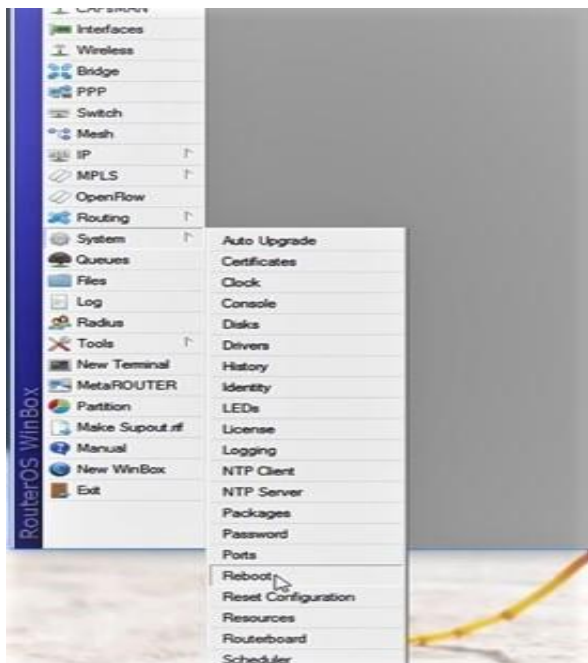 CAPsMAN
Interfaces
Wireless
Bridge
PPP
Switch
Mesh
IP
MPLS
OpenFlow
Routing
System
Queues
Files
Log
Radius
Tools
New Terminal
MetaROUTER
Partition
Make Supout.rif
Manual
New WinBox
Exit
RouterOS WinBox
Auto Upgrade
Certificates
Clock
Console
Disks
Drivers
History
Identity
LEDs
License
Logging
NTP Client
NTP Server
Packages
Password
Ports
Reboot
Reset Configuration
Resources
Routerboard
Scheduler